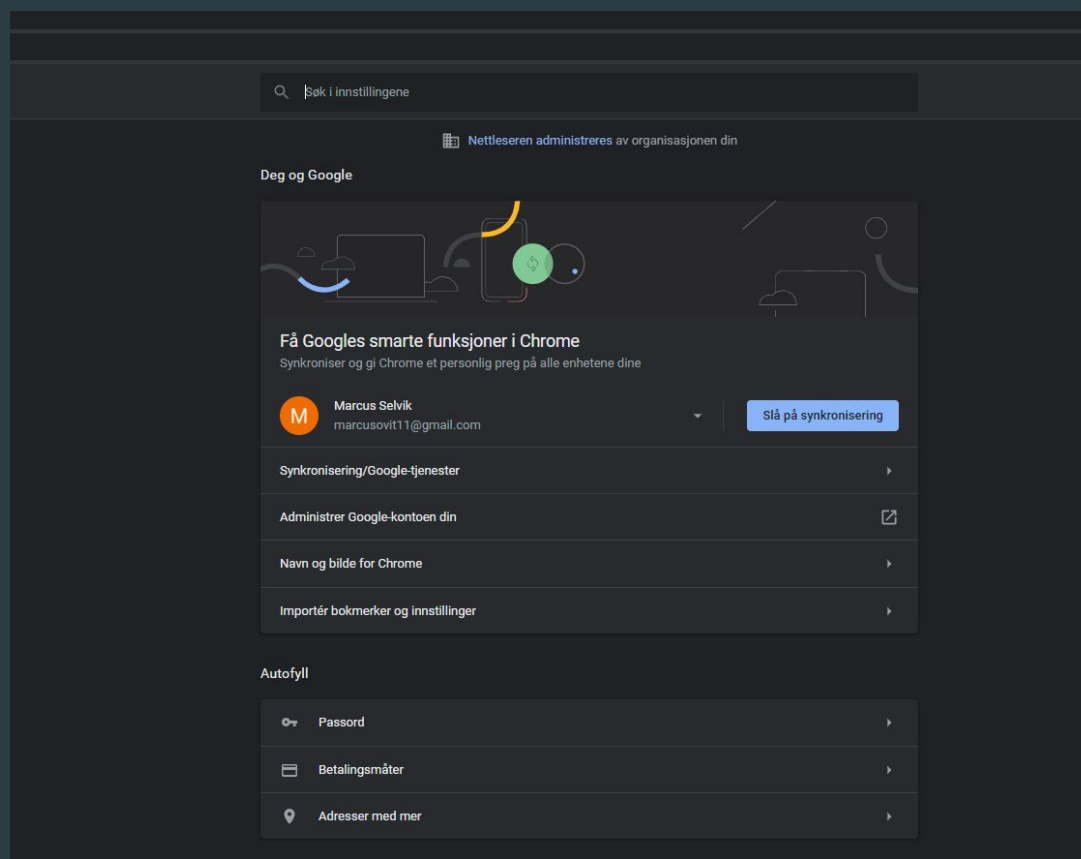 Søk i innstillingene
Nettleseren administreres av organisasjonen din
Deg og Google
Få Googles smarte funksjoner i Chrome
Synkroniser og gi Chrome et personlig preg på alle enhetene dine
M
Marcus Selvik
marcusovit11@gmail.com
Slå på synkronisering
Synkronisering/Google-tjenester
Administrer Google-kontoen din
Navn og bilde for Chrome
Importér bokmerker og innstillinger
Autofyll
Passord
Betalingsmåter
Adresser med mer